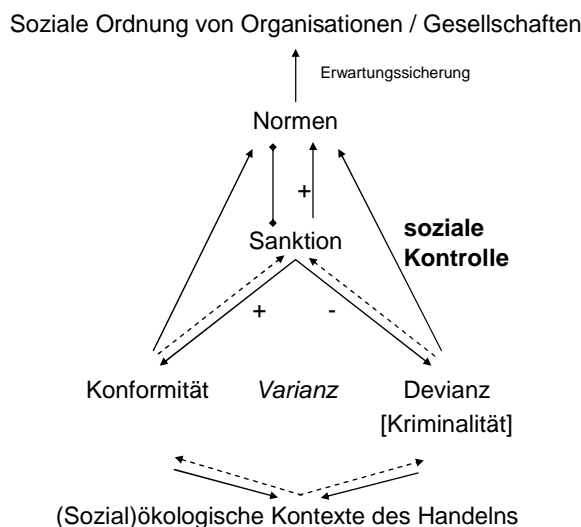 Soziale Ordnung von Organisationen / Gesellschaften
Erwartungssicherung
Normen
+
soziale
Kontrolle
Sanktion
+ -
Konformität Varianz Devianz
[Kriminalität]
(Sozial)ökologische Kontexte des Handelns